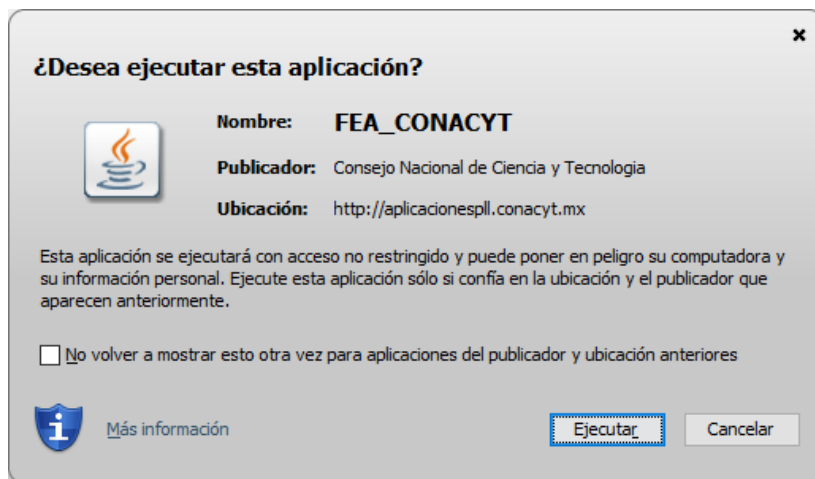 ¿Desea ejecutar esta aplicación?
Nombre: FEA_CONACYT
Publicador: Consejo Nacional de Ciencia y Tecnologia
Ubicación: http://aplicacionespll.conacyt.mx
Esta aplicación se ejecutará con acceso no restringido y puede poner en peligro su computadora y
su información personal. Ejecute esta aplicación sólo si confía en la ubicación y el publicador que
aparecen anteriormente.
No volver a mostrar esto otra vez para aplicaciones del publicador y ubicación anteriores
Más información
Ejecutar
Cancelar